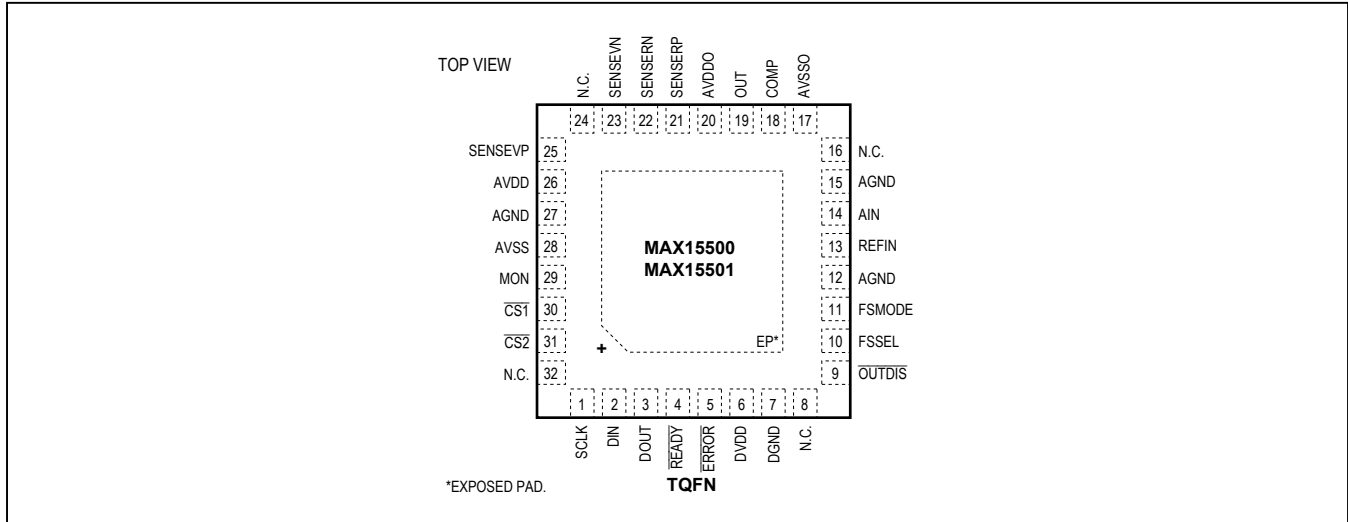 TOP VIEW
N.C.
SENSEVN
SENSERN
SENSERP
AVDDO
OUT
COMP
AVSSO
24 23 22 21 20 19 18 17
SENSEVP 25
AVDD 26
AGND 27
AVSS 28
MON 29
CS1 30
CS2 31
N.C. 32
16 N.C.
15 AGND
14 AIN
13 REFIN
12 AGND
11 FSMODE
10 FSSEL
9 OUTDIS
MAX15500
MAX15501
EP*
+
1 2 3 4 5 6 7 8
SCLK
DIN
DOUT
READY
ERROR
DVDD
DGND
N.C.
*EXPOSED PAD.
TQFN